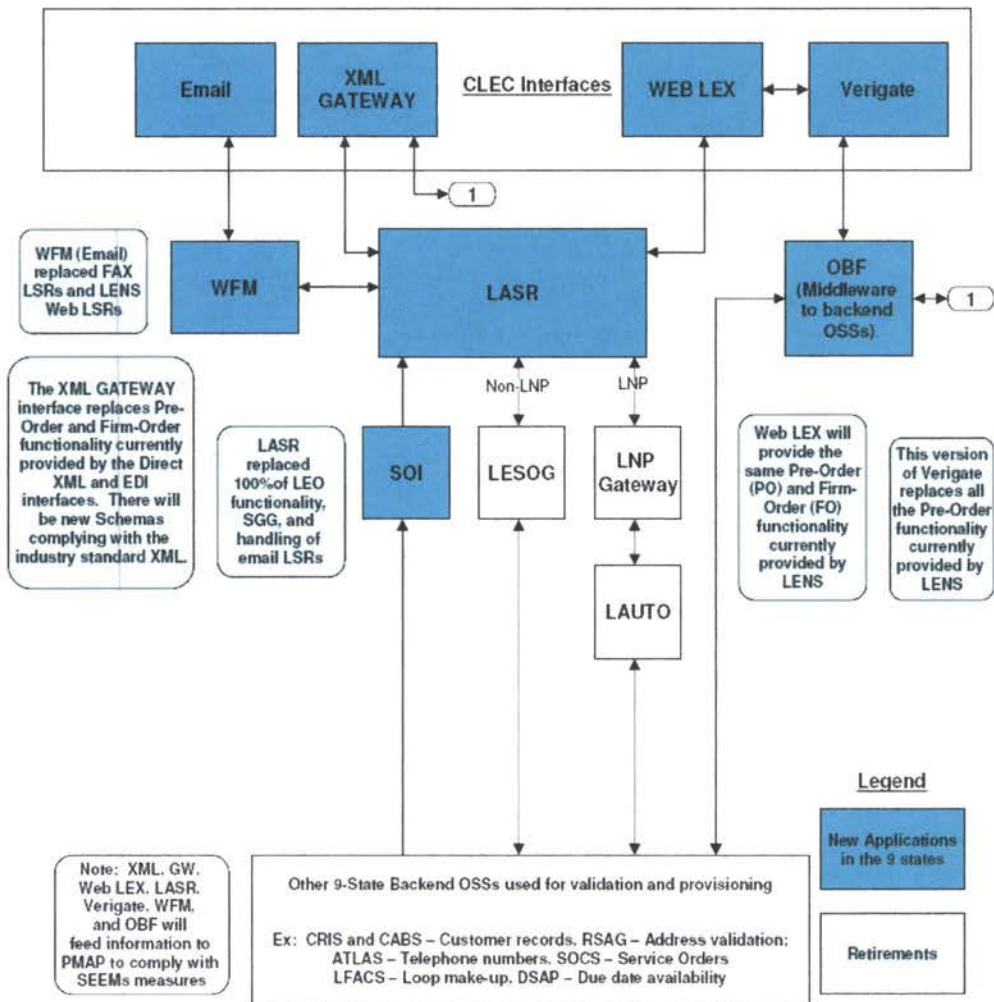 Email
XML
GATEWAY
CLEC Interfaces
WEB LEX
Verigate
1
WFM (Email)
replaced FAX
LSRs and LENS
Web LSRs
WFM
LASR
OBF
(Middleware
to backend
OSSs)
1
Non-LNP
LNP
The XML GATEWAY
interface replaces Pre-
Order and Firm-Order
functionality currently
provided by the Direct
XML and EDI
interfaces. There will
be new Schemas
complying with the
industry standard XML.
LASR
replaced
100%of LEO
functionality,
SGG, and
handling of
email LSRs
SOI
LESOG
LNP
Gateway
LAUTO
Web LEX will
provide the
same Pre-Order
(PO) and Firm-
Order (FO)
functionality
currently
provided by
LENS
This version
of Verigate
replaces all
the Pre-Order
functionality
currently
provided by
LENS
Legend
New Applications
in the 9 states
Retirements
Note: XML. GW.
Web LEX. LASR.
Verigate. WFM.
and OBF will
feed information to
PMAP to comply with
SEEMs measures
Other 9-State Backend OSSs used for validation and provisioning
Ex: CRIS and CABS – Customer records. RSAG – Address validation;
ATLAS – Telephone numbers. SOCS – Service Orders
LFACS – Loop make-up. DSAP – Due date availability